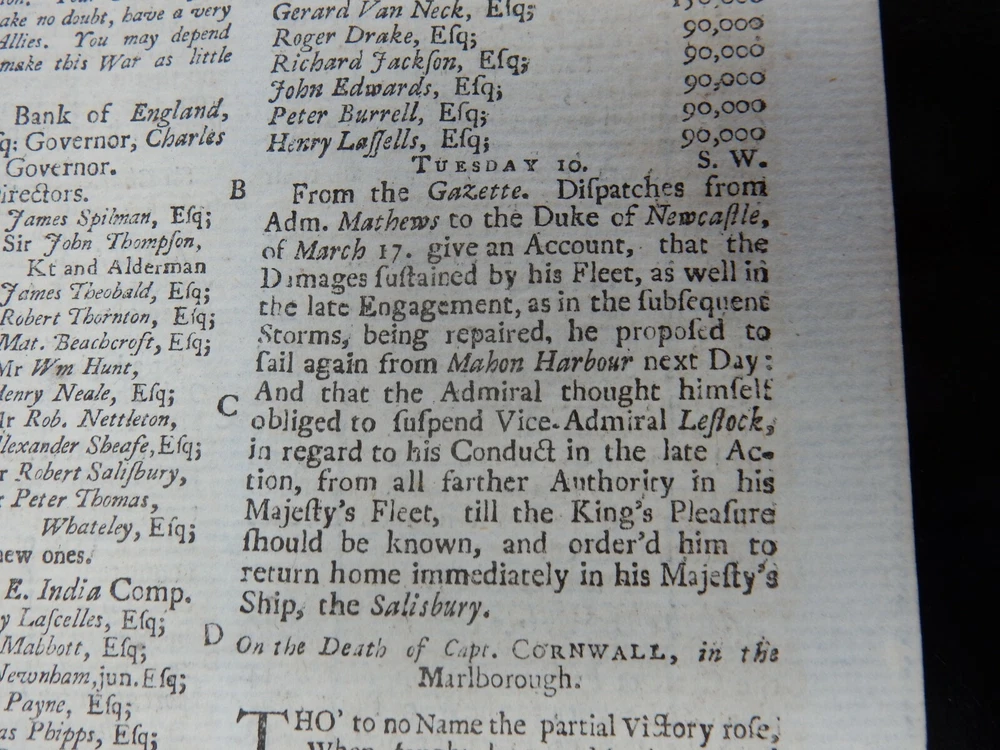 ake no doubt, have a very
Allies. You may depend
make this War as little
Bank of England,
Governor, Charles
Governor.
irectors.
James Spilman, Eſq;
Sir John Thompſon,
Kt and Alderman
James Theobald, Eſq;
Robert Thornton, Eſq;
Mat. Beachcroft, Eſq;
Mr Wm Hunt,
Henry Neale, Eſq;
Mr Rob. Nettleton,
Alexander Sheafe, Eſq;
r Robert Saliſbury,
r Peter Thomas,
Whateley, Eſq;
new ones.
E. India Comp.
y Laſcelles, Eſq;
Mabbott, Eſq;
Newnham, jun. Eſq;
Payne, Eſq;
as Phipps, Eſq;
Gerard Van Neck, Eſq;
Roger Drake, Eſq; 90,000
Richard Jackſon, Eſq; 90,000
John Edwards, Eſq; 90,000
Peter Burrell, Eſq; 90,000
Henry Laſſells, Eſq; 90,000
TUESDAY 10. S. W.
B From the Gazette. Diſpatches from
Adm. Mathews to the Duke of Newcaſtle,
of March 17. give an Account, that the
Damages ſuſtained by his Fleet, as well in
the late Engagement, as in the ſubſequent
Storms, being repaired, he propoſed to
ſail again from Mahon Harbour next Day:
And that the Admiral thought himſelf
C obliged to ſuſpend Vice-Admiral Leſtock,
in regard to his Conduct in the late Ac-
tion, from all farther Authority in his
Majeſty's Fleet, till the King's Pleaſure
ſhould be known, and order'd him to
return home immediately in his Majeſty's
Ship, the Salisbury.
D On the Death of Capt. CORNWALL, in the
Marlborough.
THO' to no Name the partial Victory roſe,